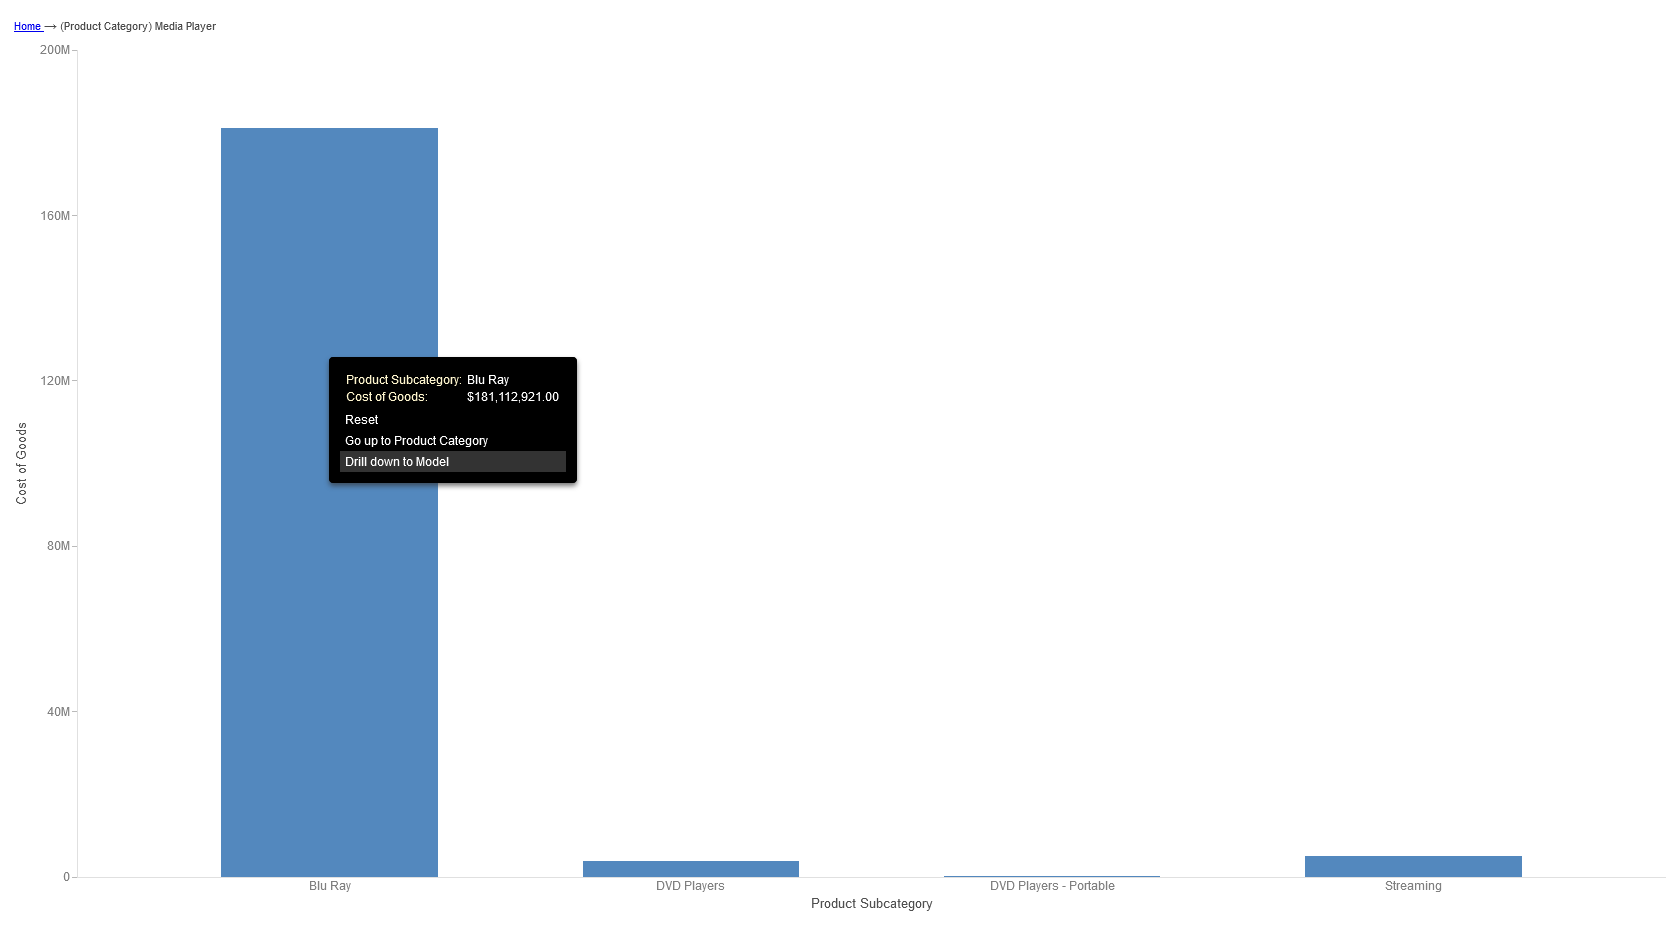 Home → (Product Category) Media Player
200M
160M
120M
80M
40M
0
Cost of Goods
Product Subcategory: Blu Ray
Cost of Goods: $181,112,921.00
Reset
Go up to Product Category
Drill down to Model
Blu Ray
DVD Players
DVD Players - Portable
Streaming
Product Subcategory